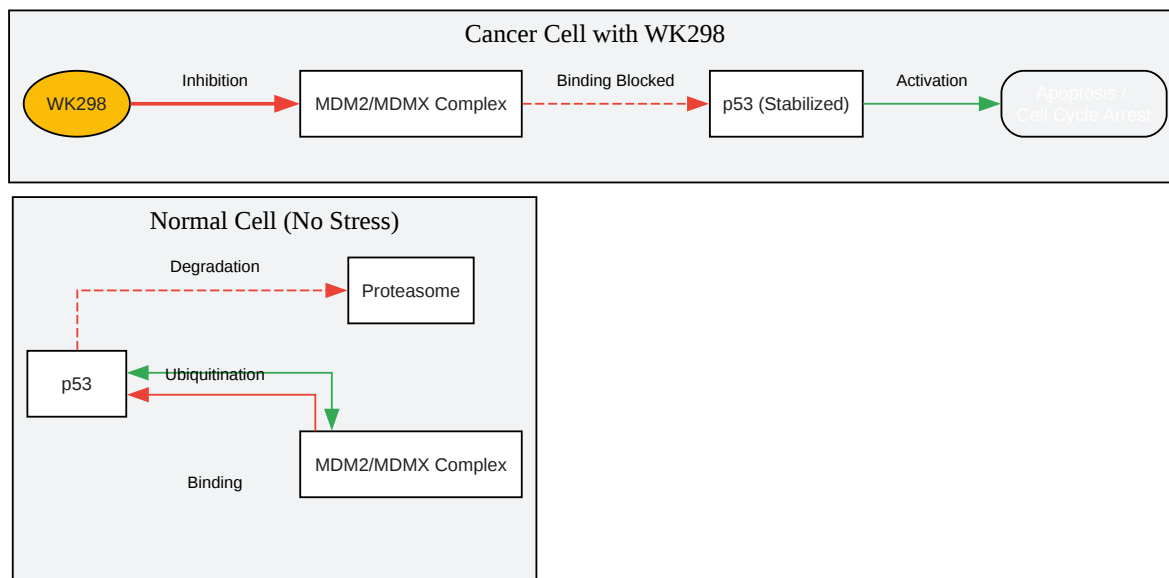 Cancer Cell with WK298
WK298
Inhibition
MDM2/MDMX Complex
Binding Blocked
p53 (Stabilized)
Activation
Apoptosis /
Cell Cycle Arrest
Normal Cell (No Stress)
Degradation
Proteasome
p53
Ubiquitination
MDM2/MDMX Complex
Binding